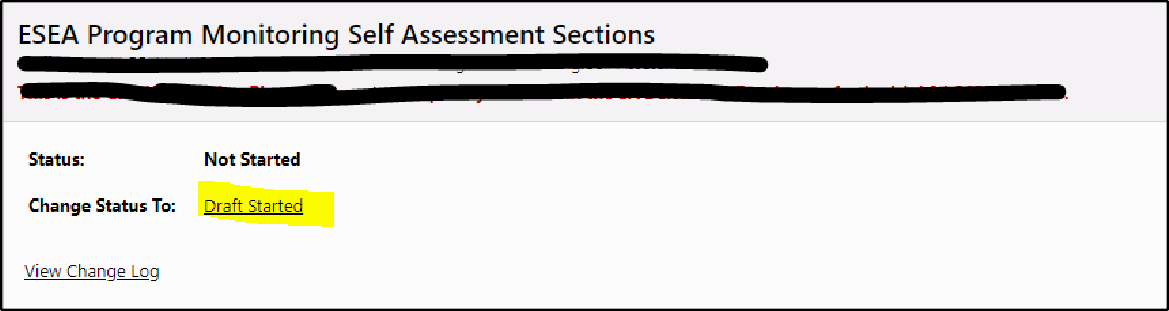 ESEA Program Monitoring Self Assessment Sections
Status: Not Started
Change Status To: Draft Started
View Change Log